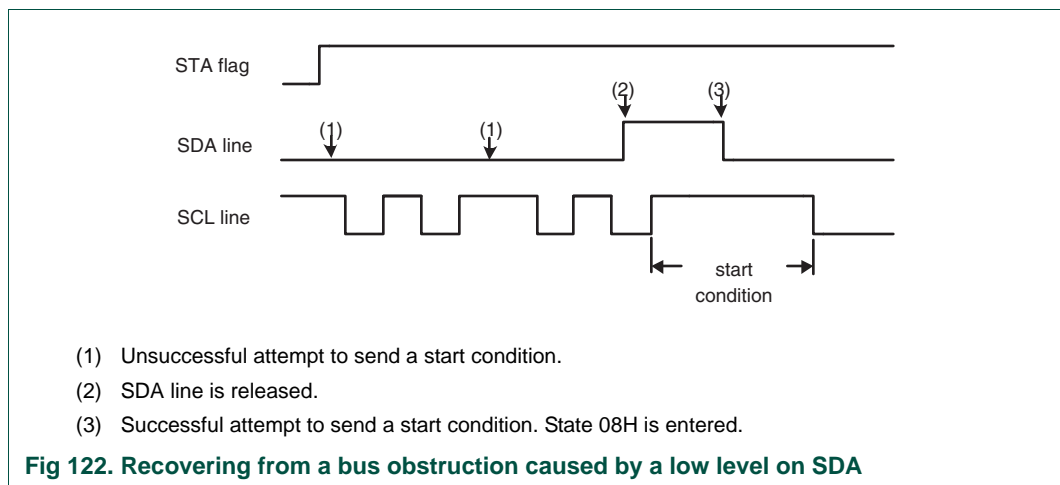 STA flag
(2) (3)
(1) (1)
SDA line
SCL line
start
condition
(1) Unsuccessful attempt to send a start condition.
(2) SDA line is released.
(3) Successful attempt to send a start condition. State 08H is entered.
Fig 122. Recovering from a bus obstruction caused by a low level on SDA